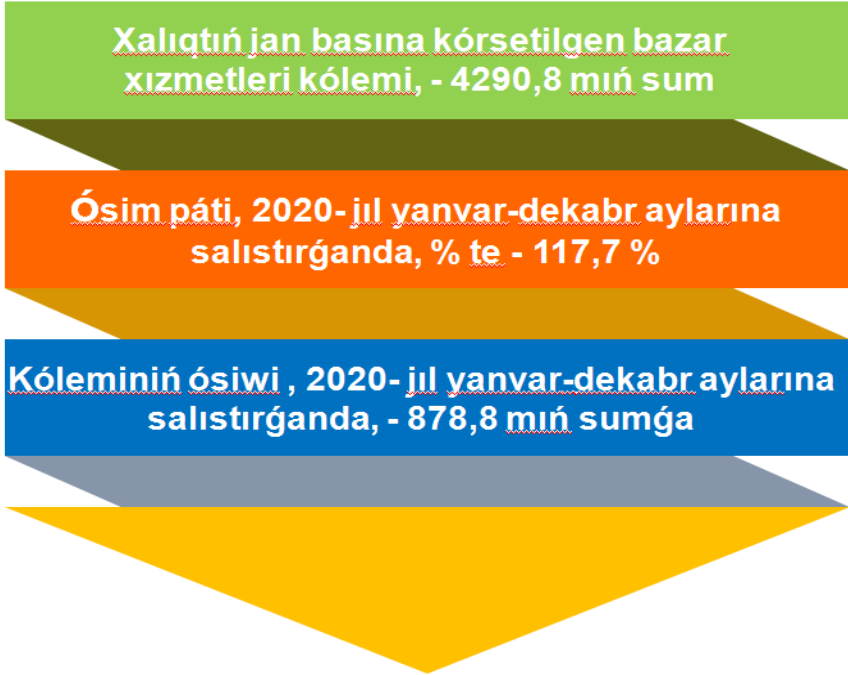 Xalıqtıń jan basına kórsetilgen bazar
xızmetleri kólemi, - 4290,8 mıń sum
Ósim páti, 2020- jıl yanvar-dekabr aylarına
salıstırǵanda, % te - 117,7 %
Kóleminiń ósiwi , 2020- jıl yanvar-dekabr aylarına
salıstırǵanda, - 878,8 mıń sumǵa